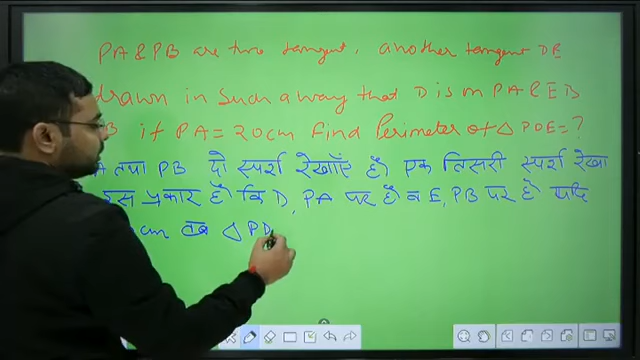 PA & PB are two tangent, another tangent DE
drawn in such a way that D is on PA & E is
B if PA = 20cm Find Perimeter of △ PDE = ?
A तथा PB दो स्पर्श रेखाएँ है। एक तिसरी स्पर्श रेखा
इस प्रकार है कि D, PA पर है व E, PB पर है यदि
cm तब △ PD